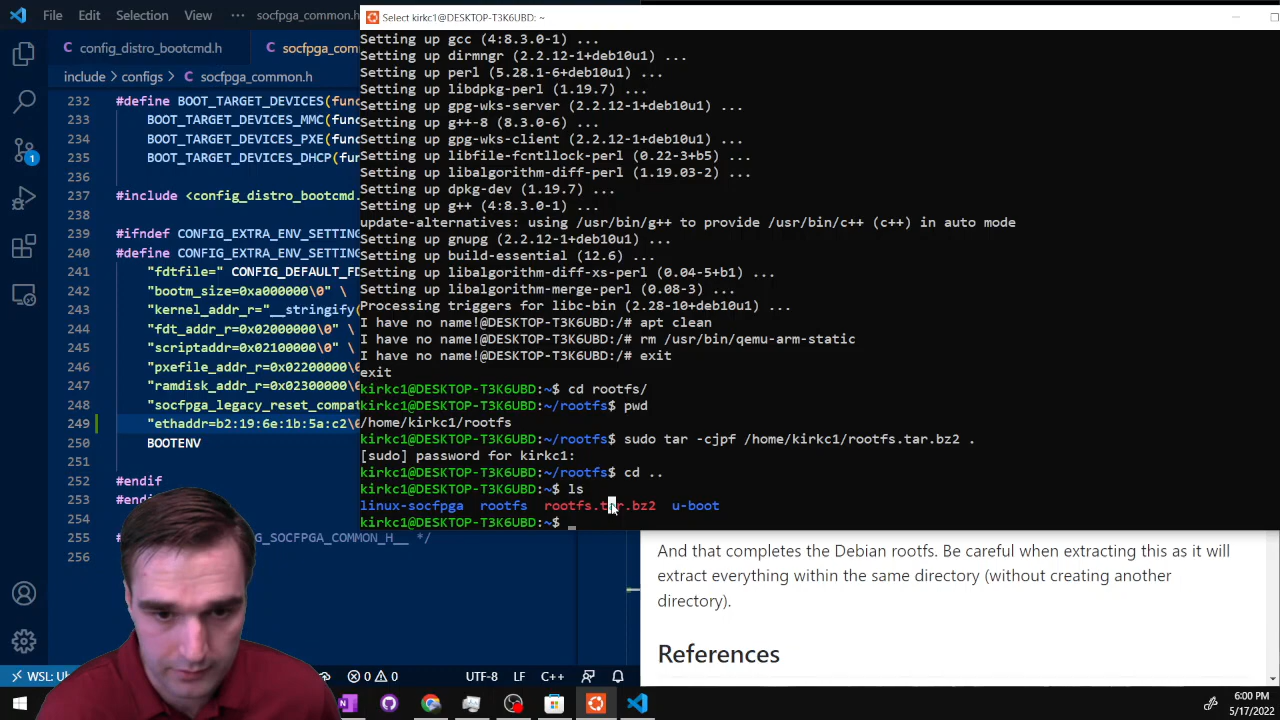 File Edit Selection View ··· socfpga_common.h
Select kirkc1@DESKTOP-T3K6UBD: ~
config_distro_bootcmd.h socfpga_com
include > configs > socfpga_common.h
232 #define BOOT_TARGET_DEVICES(func
233 BOOT_TARGET_DEVICES_MMC(f
234 BOOT_TARGET_DEVICES_PXE(f
235 BOOT_TARGET_DEVICES_DHCP(
236
237 #include <config_distro_bootcmd.
238
239 #ifndef CONFIG_EXTRA_ENV_SETTING
240 #define CONFIG_EXTRA_ENV_SETTING
241 "fdtfile=" CONFIG_DEFAULT_FD
242 "bootm_size=0xa000000\0" \
243 "kernel_addr_r="__stringify(
244 "fdt_addr_r=0x02000000\0" \
245 "scriptaddr=0x02100000\0" \
246 "pxefile_addr_r=0x02200000\0
247 "ramdisk_addr_r=0x02300000\0
248 "socfpga_legacy_reset_compat
249 "ethaddr=b2:19:6e:1b:5a:c2\0
250 BOOTENV
251
252 #endif
253 #endif
254
255 # G_SOCFPGA_COMMON_H__ */
256
Setting up gcc (4:8.3.0-1) ...
Setting up dirmngr (2.2.12-1+deb10u1) ...
Setting up perl (5.28.1-6+deb10u1) ...
Setting up libdpkg-perl (1.19.7) ...
Setting up gpg-wks-server (2.2.12-1+deb10u1) ...
Setting up g++-8 (8.3.0-6) ...
Setting up gpg-wks-client (2.2.12-1+deb10u1) ...
Setting up libfile-fcntllock-perl (0.22-3+b5) ...
Setting up libalgorithm-diff-perl (1.19.03-2) ...
Setting up dpkg-dev (1.19.7) ...
Setting up g++ (4:8.3.0-1) ...
update-alternatives: using /usr/bin/g++ to provide /usr/bin/c++ (c++) in auto mode
Setting up gnupg (2.2.12-1+deb10u1) ...
Setting up build-essential (12.6) ...
Setting up libalgorithm-diff-xs-perl (0.04-5+b1) ...
Setting up libalgorithm-merge-perl (0.08-3) ...
Processing triggers for libc-bin (2.28-10+deb10u1) ...
I have no name!@DESKTOP-T3K6UBD:/# apt clean
I have no name!@DESKTOP-T3K6UBD:/# rm /usr/bin/qemu-arm-static
I have no name!@DESKTOP-T3K6UBD:/# exit
exit
kirkc1@DESKTOP-T3K6UBD:~$ cd rootfs/
kirkc1@DESKTOP-T3K6UBD:~/rootfs$ pwd
/home/kirkc1/rootfs
kirkc1@DESKTOP-T3K6UBD:~/rootfs$ sudo tar -cjpf /home/kirkc1/rootfs.tar.bz2 .
[sudo] password for kirkc1:
kirkc1@DESKTOP-T3K6UBD:~/rootfs$ cd ..
kirkc1@DESKTOP-T3K6UBD:~$ ls
linux-socfpga rootfs rootfs.tar.bz2 u-boot
kirkc1@DESKTOP-T3K6UBD:~$
And that completes the Debian rootfs. Be careful when extracting this as it will
extract everything within the same directory (without creating another
directory).
References
WSL: U 0 0 UTF-8 LF C++
1
6:00 PM
5/17/2022